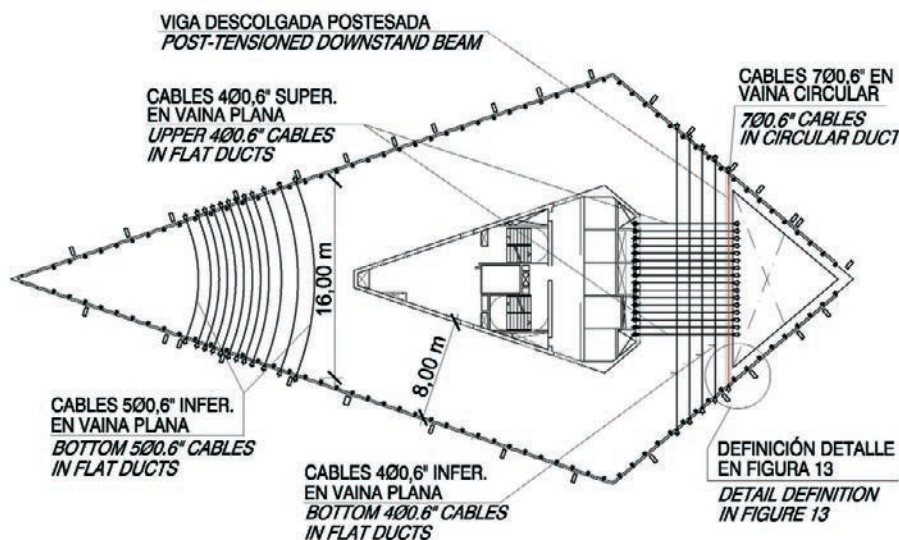 VIGA DESCOLGADA POSTESADA
POST-TENSIONED DOWNSTAND BEAM
CABLES 4Ø0,6" SUPER.
EN VAINA PLANA
UPPER 4Ø0.6" CABLES
IN FLAT DUCTS
CABLES 7Ø0,6" EN
VAINA CIRCULAR
7Ø0.6" CABLES
IN CIRCULAR DUCT
16,00 m
8,00 m
CABLES 5Ø0,6" INFER.
EN VAINA PLANA
BOTTOM 5Ø0.6" CABLES
IN FLAT DUCTS
CABLES 4Ø0,6" INFER.
EN VAINA PLANA
BOTTOM 4Ø0.6" CABLES
IN FLAT DUCTS
DEFINICIÓN DETALLE
EN FIGURA 13
DETAIL DEFINITION
IN FIGURE 13